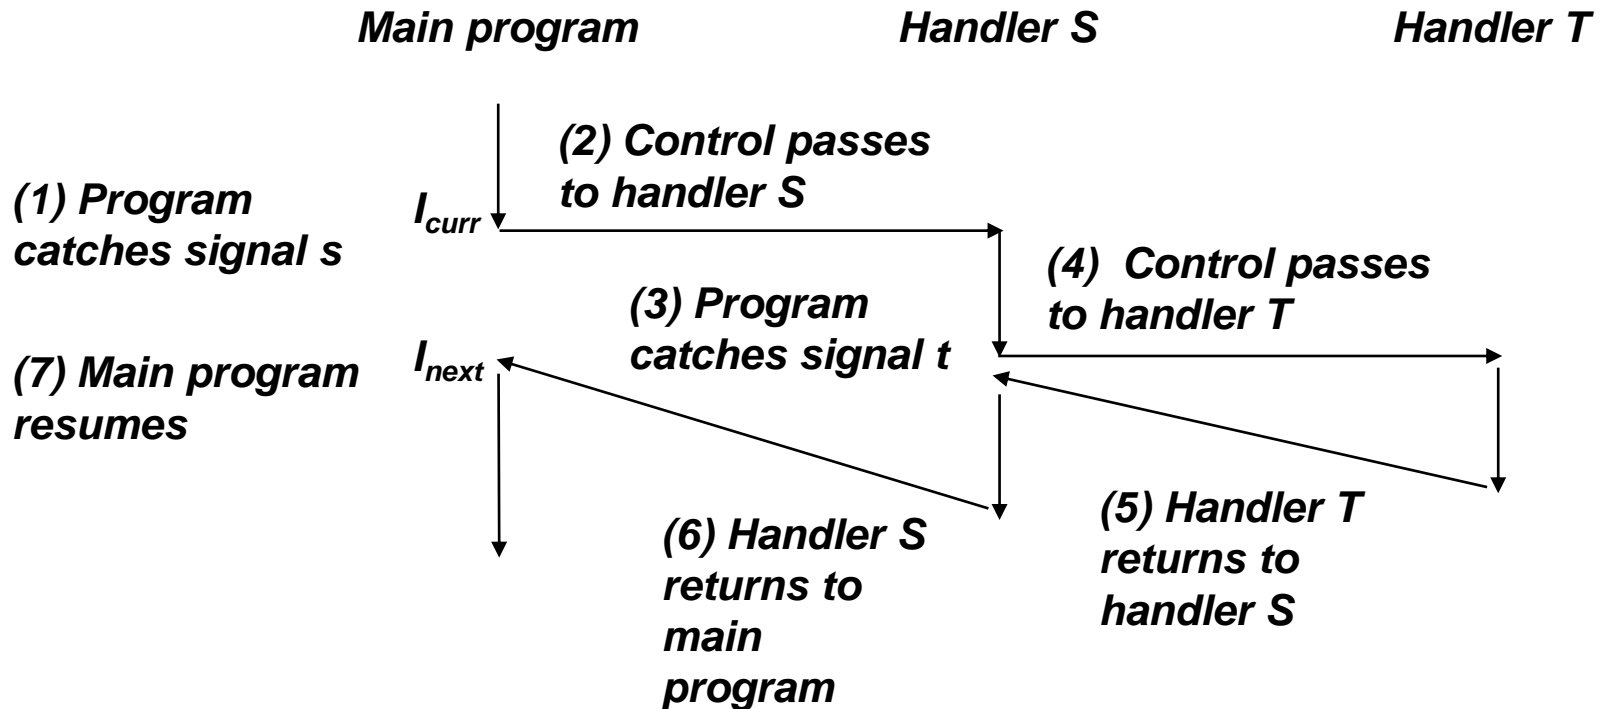 Main program
Handler S
Handler T
(1) Program
catches signal s
I_curr
(2) Control passes
to handler S
(3) Program
catches signal t
(4) Control passes
to handler T
(5) Handler T
returns to
handler S
(6) Handler S
returns to
main
program
(7) Main program
resumes
I_next